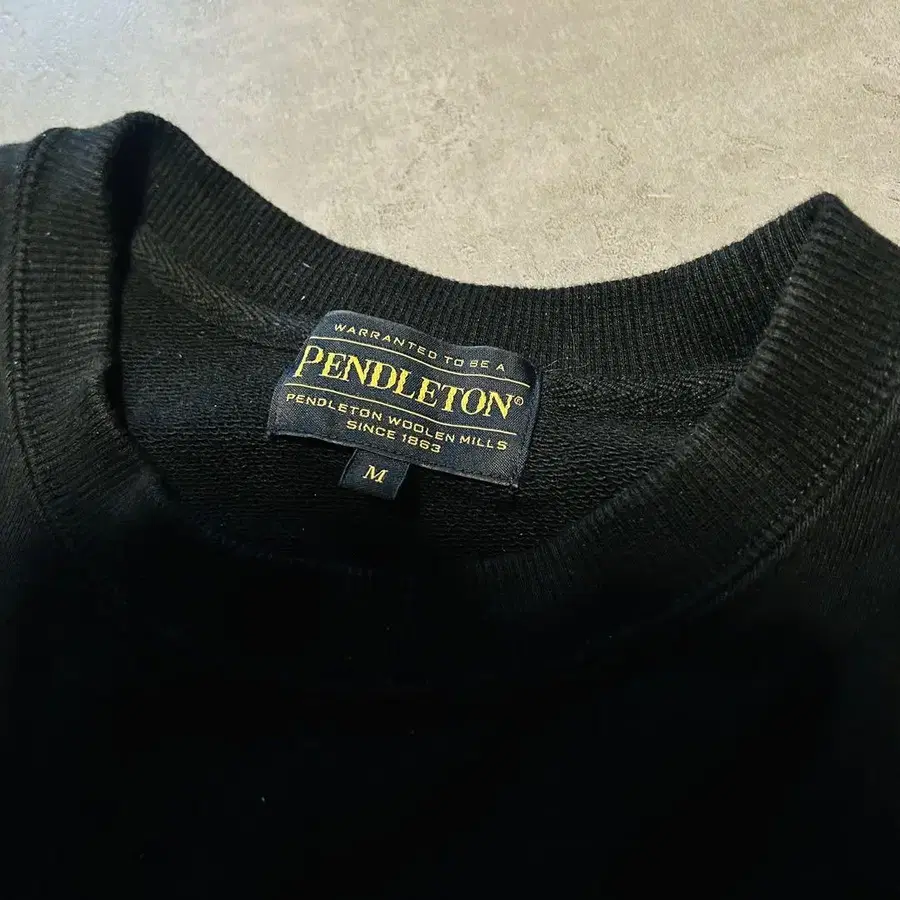 WARRANTED TO BE A
PENDLETON®
PENDLETON WOOLEN MILLS
SINCE 1863
M